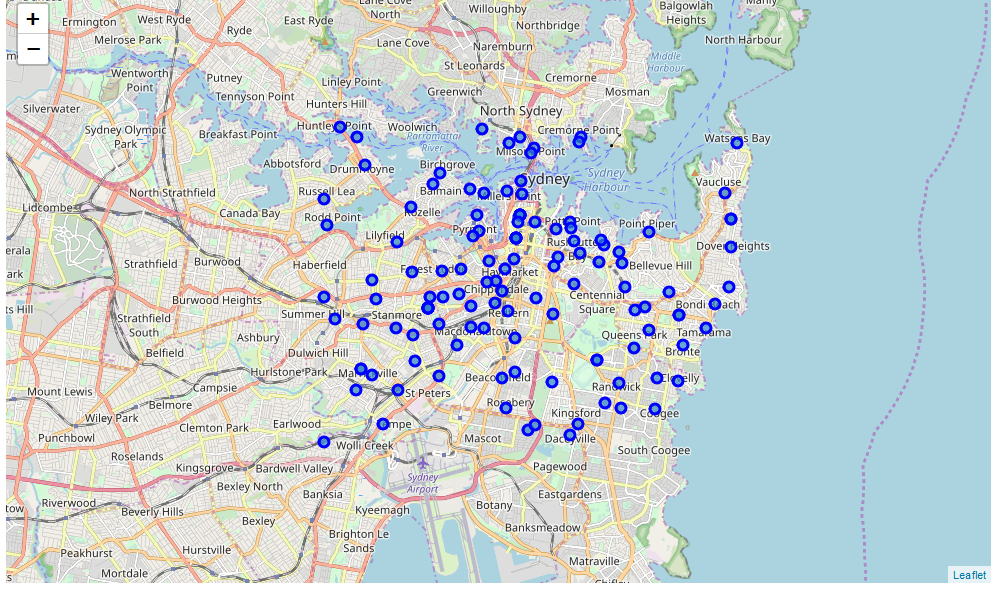 Lane Cove
North
Willoughby
Balgowlah
Heights
Manly
+
−
Ermington
West Ryde
East Ryde
Northbridge
Melrose Park
Ryde
Lane Cove
Naremburn
North Harbour
Middle
Harbour
St Leonards
Wentworth
Point
Putney
Linley Point
Cremorne
Tennyson Point
Greenwich
Mosman
Silverwater
Hunters Hill
North Sydney
Sydney Olympic
Park
Breakfast Point
Huntleys Point
Woolwich
Cremorne Point
Parramatta
River
Milsons Point
Watsons Bay
Abbotsford
Drummoyne
Birchgrove
Sydney
Sydney
Harbour
Vaucluse
North Strathfield
Russell Lea
Balmain
Millers Point
Lidcombe
Canada Bay
Rodd Point
Rozelle
Potts Point
Point Piper
Lilyfield
Pyrmont
Dover Heights
Burwood
Haberfield
Forest Lodge
Haymarket
Bellevue Hill
Chippendale
Centennial
Burwood Heights
Summer Hill
Stanmore
Redfern
Square
Bondi Beach
Strathfield
South
Ashbury
Macdonaldtown
Queens Park
Tamarama
Belfield
Dulwich Hill
Bronte
Hurlstone Park
Marrickville
Beaconsfield
Clovelly
Mount Lewis
Campsie
St Peters
Randwick
Belmore
Rosebery
Kingsford
Coogee
Wiley Park
Clemton Park
Earlwood
Tempe
Punchbowl
Wolli Creek
Mascot
Daceyville
South Coogee
Roselands
Kingsgrove
Bardwell Valley
Sydney
Airport
Pagewood
Bexley North
Banksia
Eastgardens
Riverwood
Beverly Hills
Kyeemagh
Botany
Bexley
Brighton Le
Sands
Banksmeadow
Peakhurst
Hurstville
Matraville
Mortdale
Chifley
Leaflet